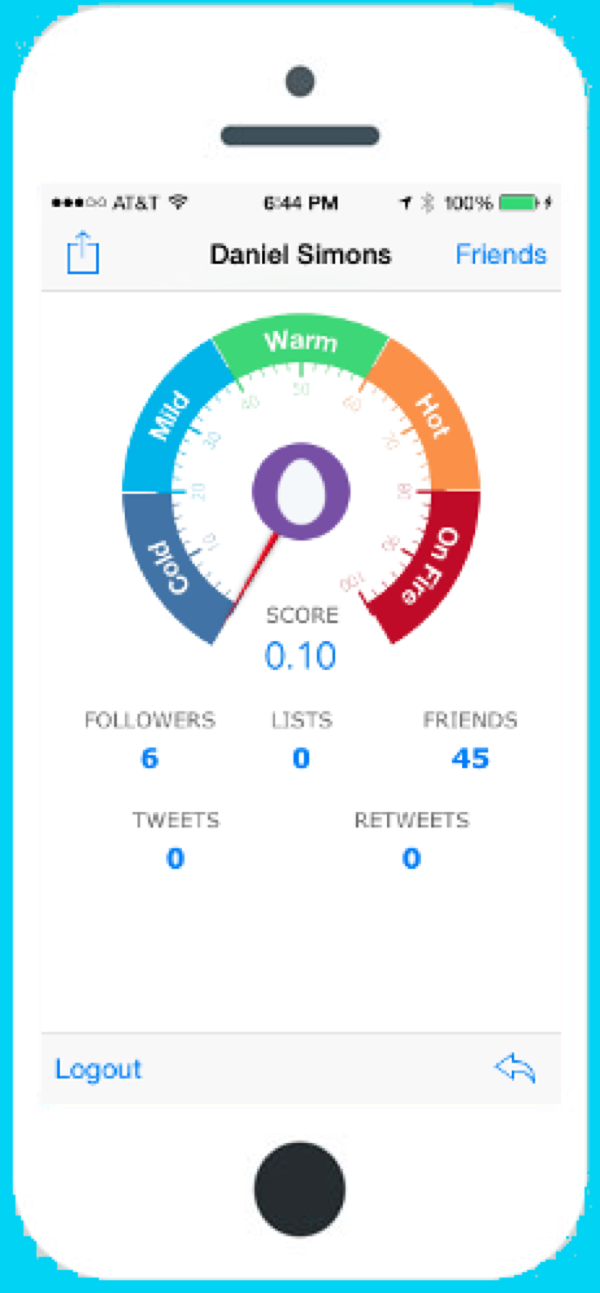 AT&T 6:44 PM 100%
Daniel Simons Friends
Warm
Mild
Hot
Cold
On Fire
10
20
30
40
50
60
70
80
90
100
SCORE
0.10
FOLLOWERS LISTS FRIENDS
6 0 45
TWEETS RETWEETS
0 0
Logout